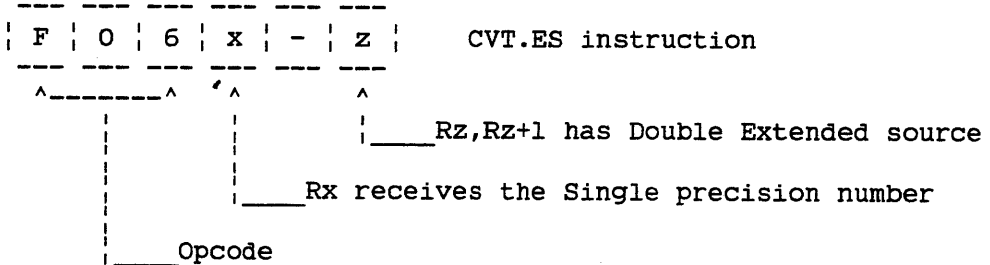 F 0 6 x - z CVT.ES instruction
Rz,Rz+1 has Double Extended source
Rx receives the Single precision number
Opcode